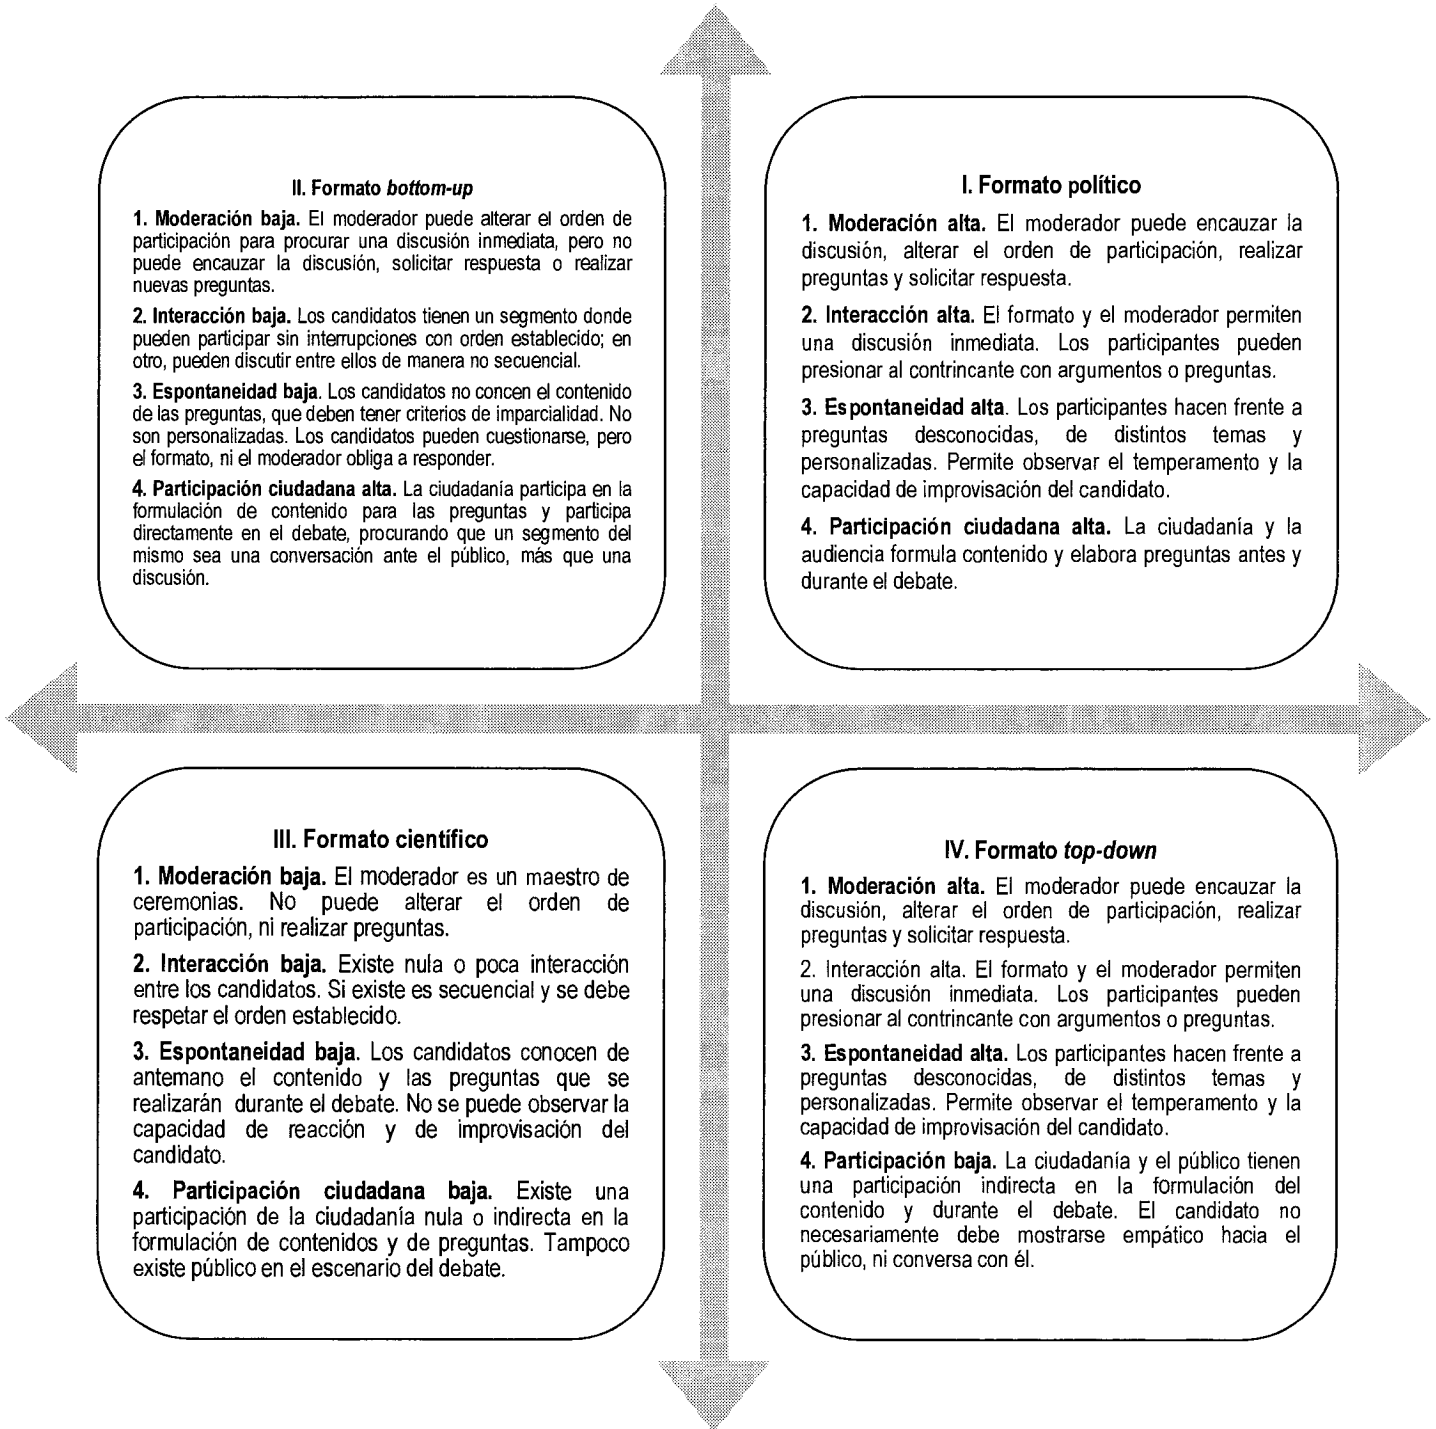 II. Formato bottom-up
1. Moderación baja. El moderador puede alterar el orden de
participación para procurar una discusión inmediata, pero no
puede encauzar la discusión, solicitar respuesta o realizar
nuevas preguntas.
2. Interacción baja. Los candidatos tienen un segmento donde
pueden participar sin interrupciones con orden establecido; en
otro, pueden discutir entre ellos de manera no secuencial.
3. Espontaneidad baja. Los candidatos no concen el contenido
de las preguntas, que deben tener criterios de imparcialidad. No
son personalizadas. Los candidatos pueden cuestionarse, pero
el formato, ni el moderador obliga a responder.
4. Participación ciudadana alta. La ciudadanía participa en la
formulación de contenido para las preguntas y participa
directamente en el debate, procurando que un segmento del
mismo sea una conversación ante el público, más que una
discusión.
I. Formato político
1. Moderación alta. El moderador puede encauzar la
discusión, alterar el orden de participación, realizar
preguntas y solicitar respuesta.
2. Interacción alta. El formato y el moderador permiten
una discusión inmediata. Los participantes pueden
presionar al contrincante con argumentos o preguntas.
3. Espontaneidad alta. Los participantes hacen frente a
preguntas desconocidas, de distintos temas y
personalizadas. Permite observar el temperamento y la
capacidad de improvisación del candidato.
4. Participación ciudadana alta. La ciudadanía y la
audiencia formula contenido y elabora preguntas antes y
durante el debate.
III. Formato científico
1. Moderación baja. El moderador es un maestro de
ceremonias. No puede alterar el orden de
participación, ni realizar preguntas.
2. Interacción baja. Existe nula o poca interacción
entre los candidatos. Si existe es secuencial y se debe
respetar el orden establecido.
3. Espontaneidad baja. Los candidatos conocen de
antemano el contenido y las preguntas que se
realizarán durante el debate. No se puede observar la
capacidad de reacción y de improvisación del
candidato.
4. Participación ciudadana baja. Existe una
participación de la ciudadanía nula o indirecta en la
formulación de contenidos y de preguntas. Tampoco
existe público en el escenario del debate.
IV. Formato top-down
1. Moderación alta. El moderador puede encauzar la
discusión, alterar el orden de participación, realizar
preguntas y solicitar respuesta.
2. Interacción alta. El formato y el moderador permiten
una discusión inmediata. Los participantes pueden
presionar al contrincante con argumentos o preguntas.
3. Espontaneidad alta. Los participantes hacen frente a
preguntas desconocidas, de distintos temas y
personalizadas. Permite observar el temperamento y la
capacidad de improvisación del candidato.
4. Participación baja. La ciudadanía y el público tienen
una participación indirecta en la formulación del
contenido y durante el debate. El candidato no
necesariamente debe mostrarse empático hacia el
público, ni conversa con él.